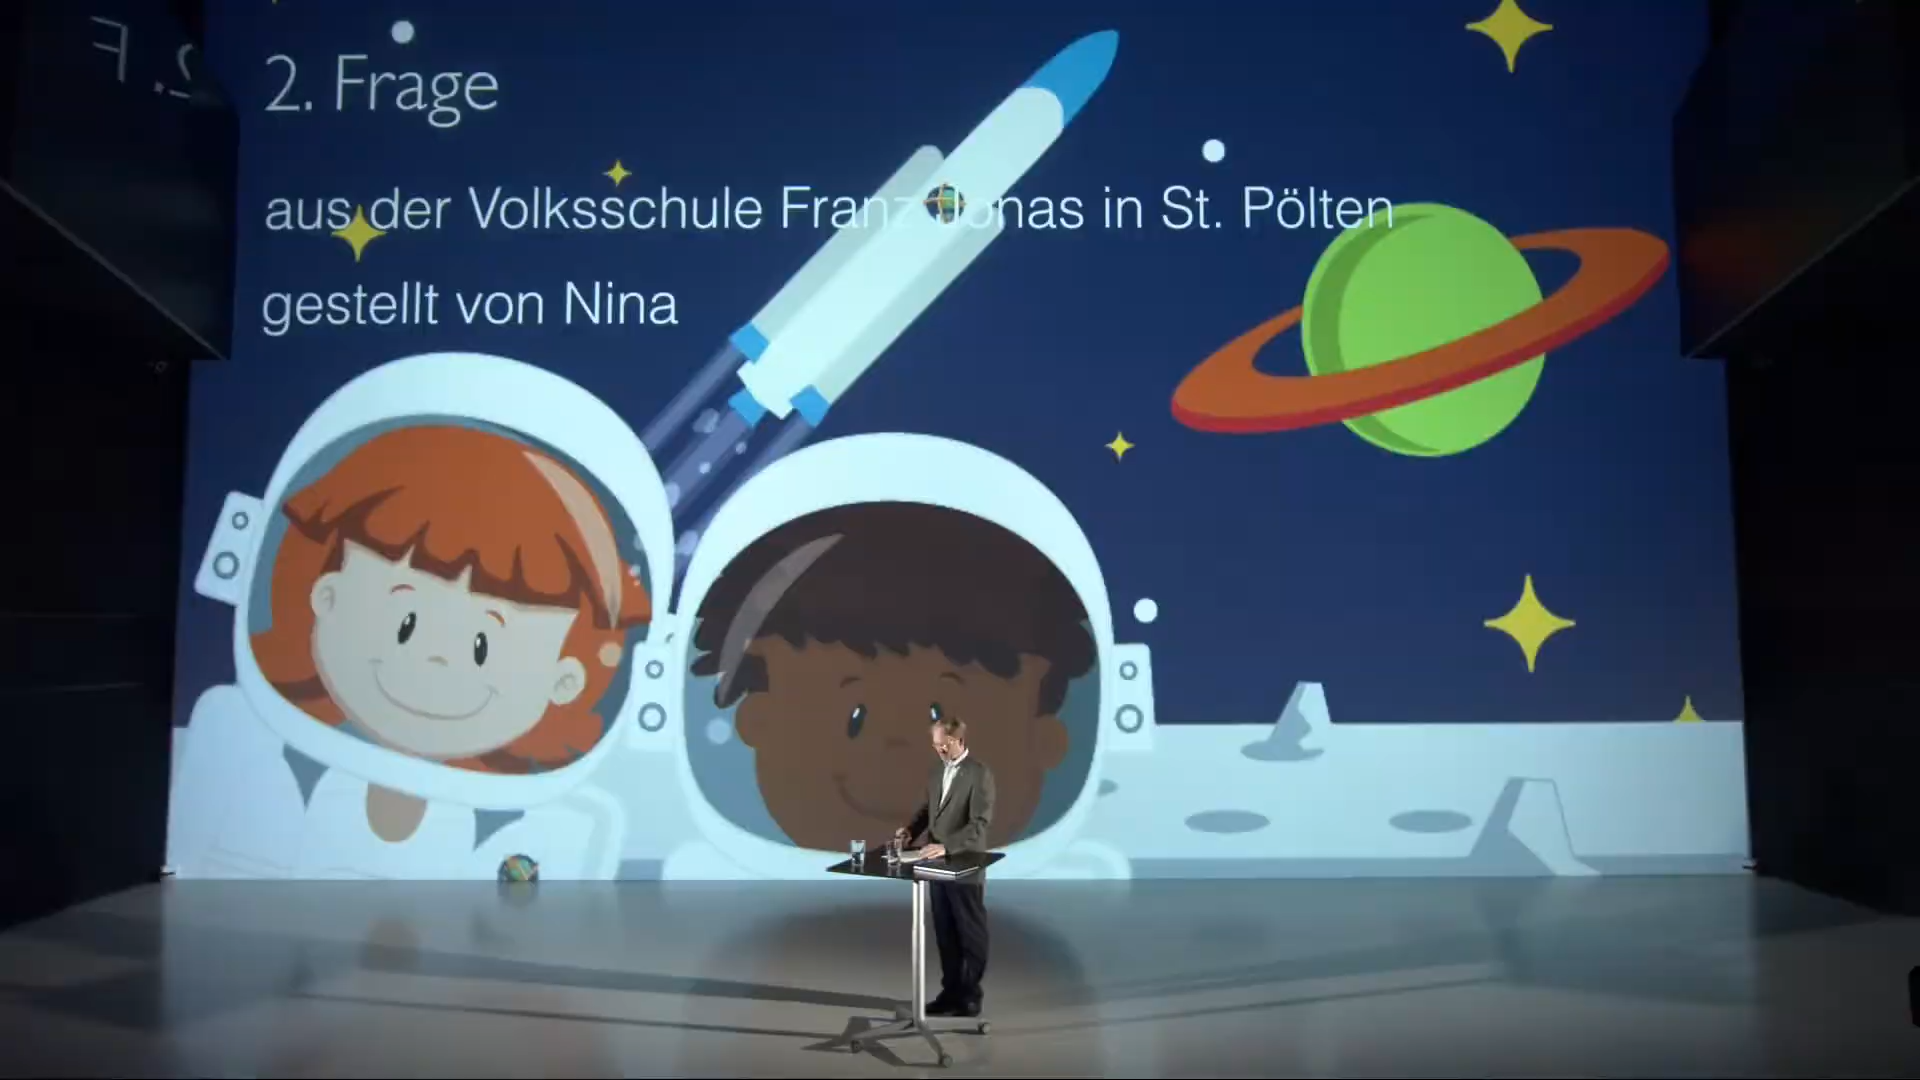 2. Frage
aus der Volksschule Franz Jonas in St. Pölten
gestellt von Nina